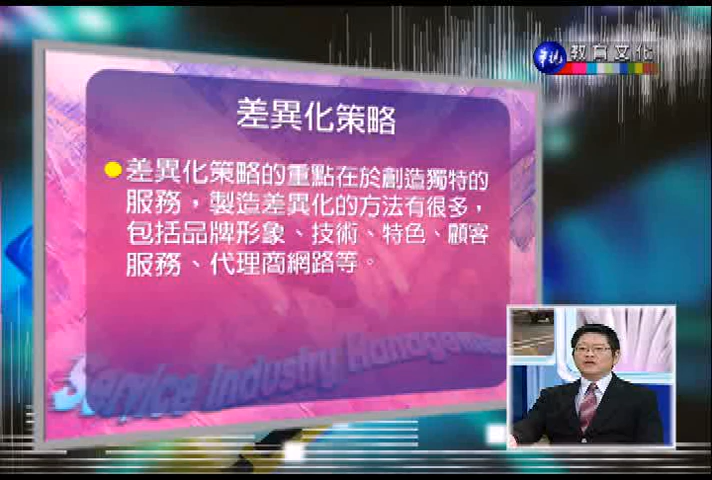 華視 教育文化
差異化策略
差異化策略的重點在於創造獨特的
服務，製造差異化的方法有很多，
包括品牌形象、技術、特色、顧客
服務、代理商網路等。
Service Industry Management